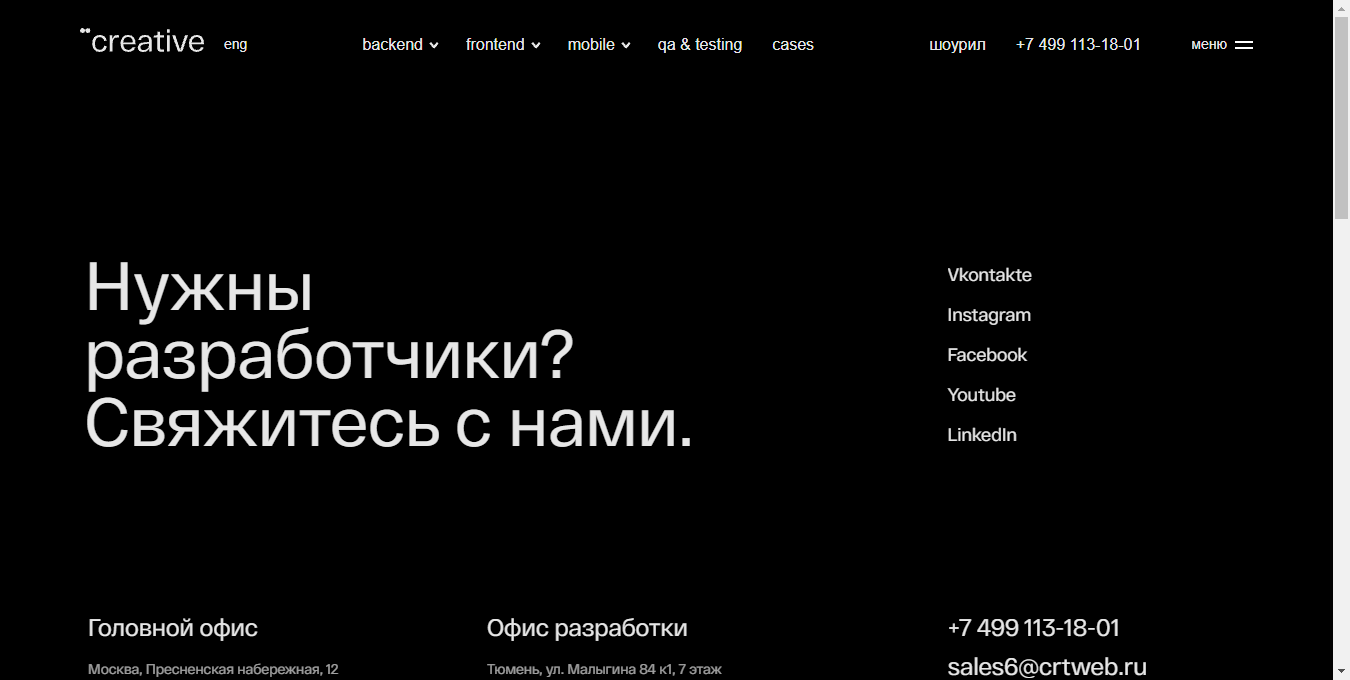 ¨creative eng backend frontend mobile qa & testing cases шоурил +7 499 113-18-01 меню
Нужны
разработчики?
Свяжитесь с нами.
Vkontakte
Instagram
Facebook
Youtube
LinkedIn
Головной офис
Москва, Пресненская набережная, 12
Офис разработки
Тюмень, ул. Малыгина 84 к1, 7 этаж
+7 499 113-18-01
sales6@crtweb.ru